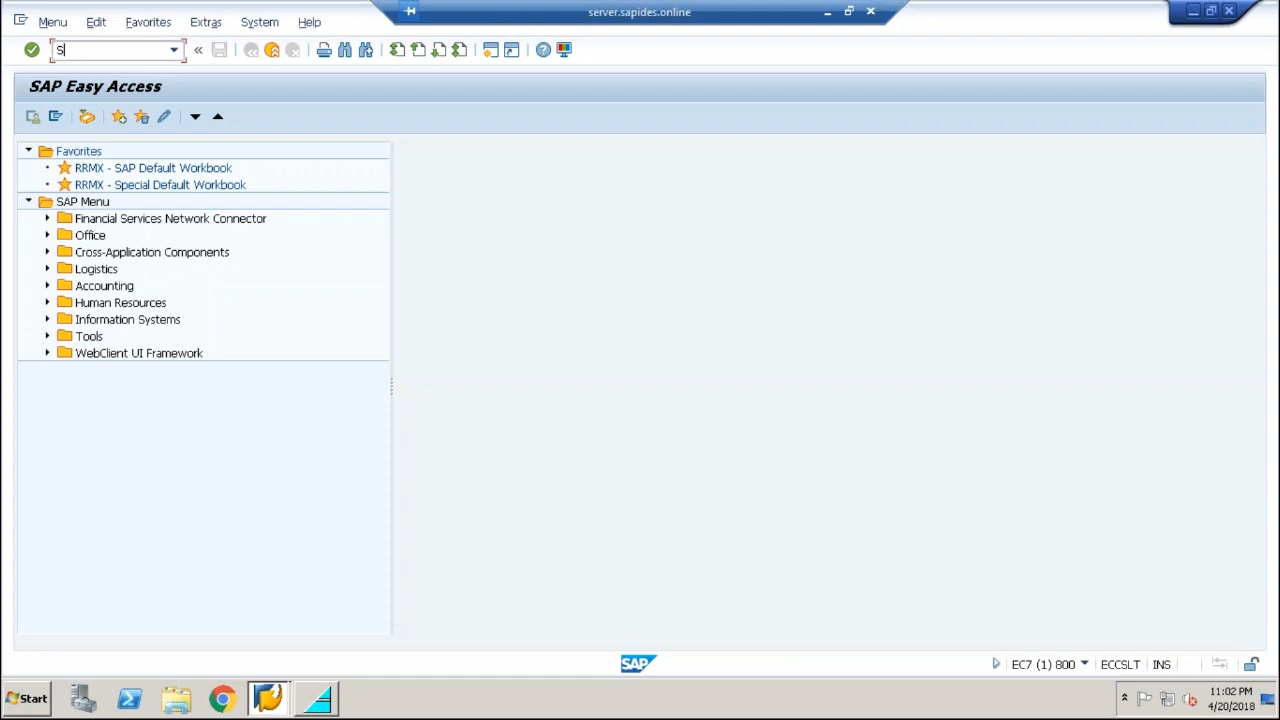 server.sapides.online
Menu Edit Favorites Extras System Help
S
SAP Easy Access
Favorites
RRMX - SAP Default Workbook
RRMX - Special Default Workbook
SAP Menu
Financial Services Network Connector
Office
Cross-Application Components
Logistics
Accounting
Human Resources
Information Systems
Tools
WebClient UI Framework
SAP
EC7 (1) 800 ECCSLT INS
Start
11:02 PM
4/20/2018